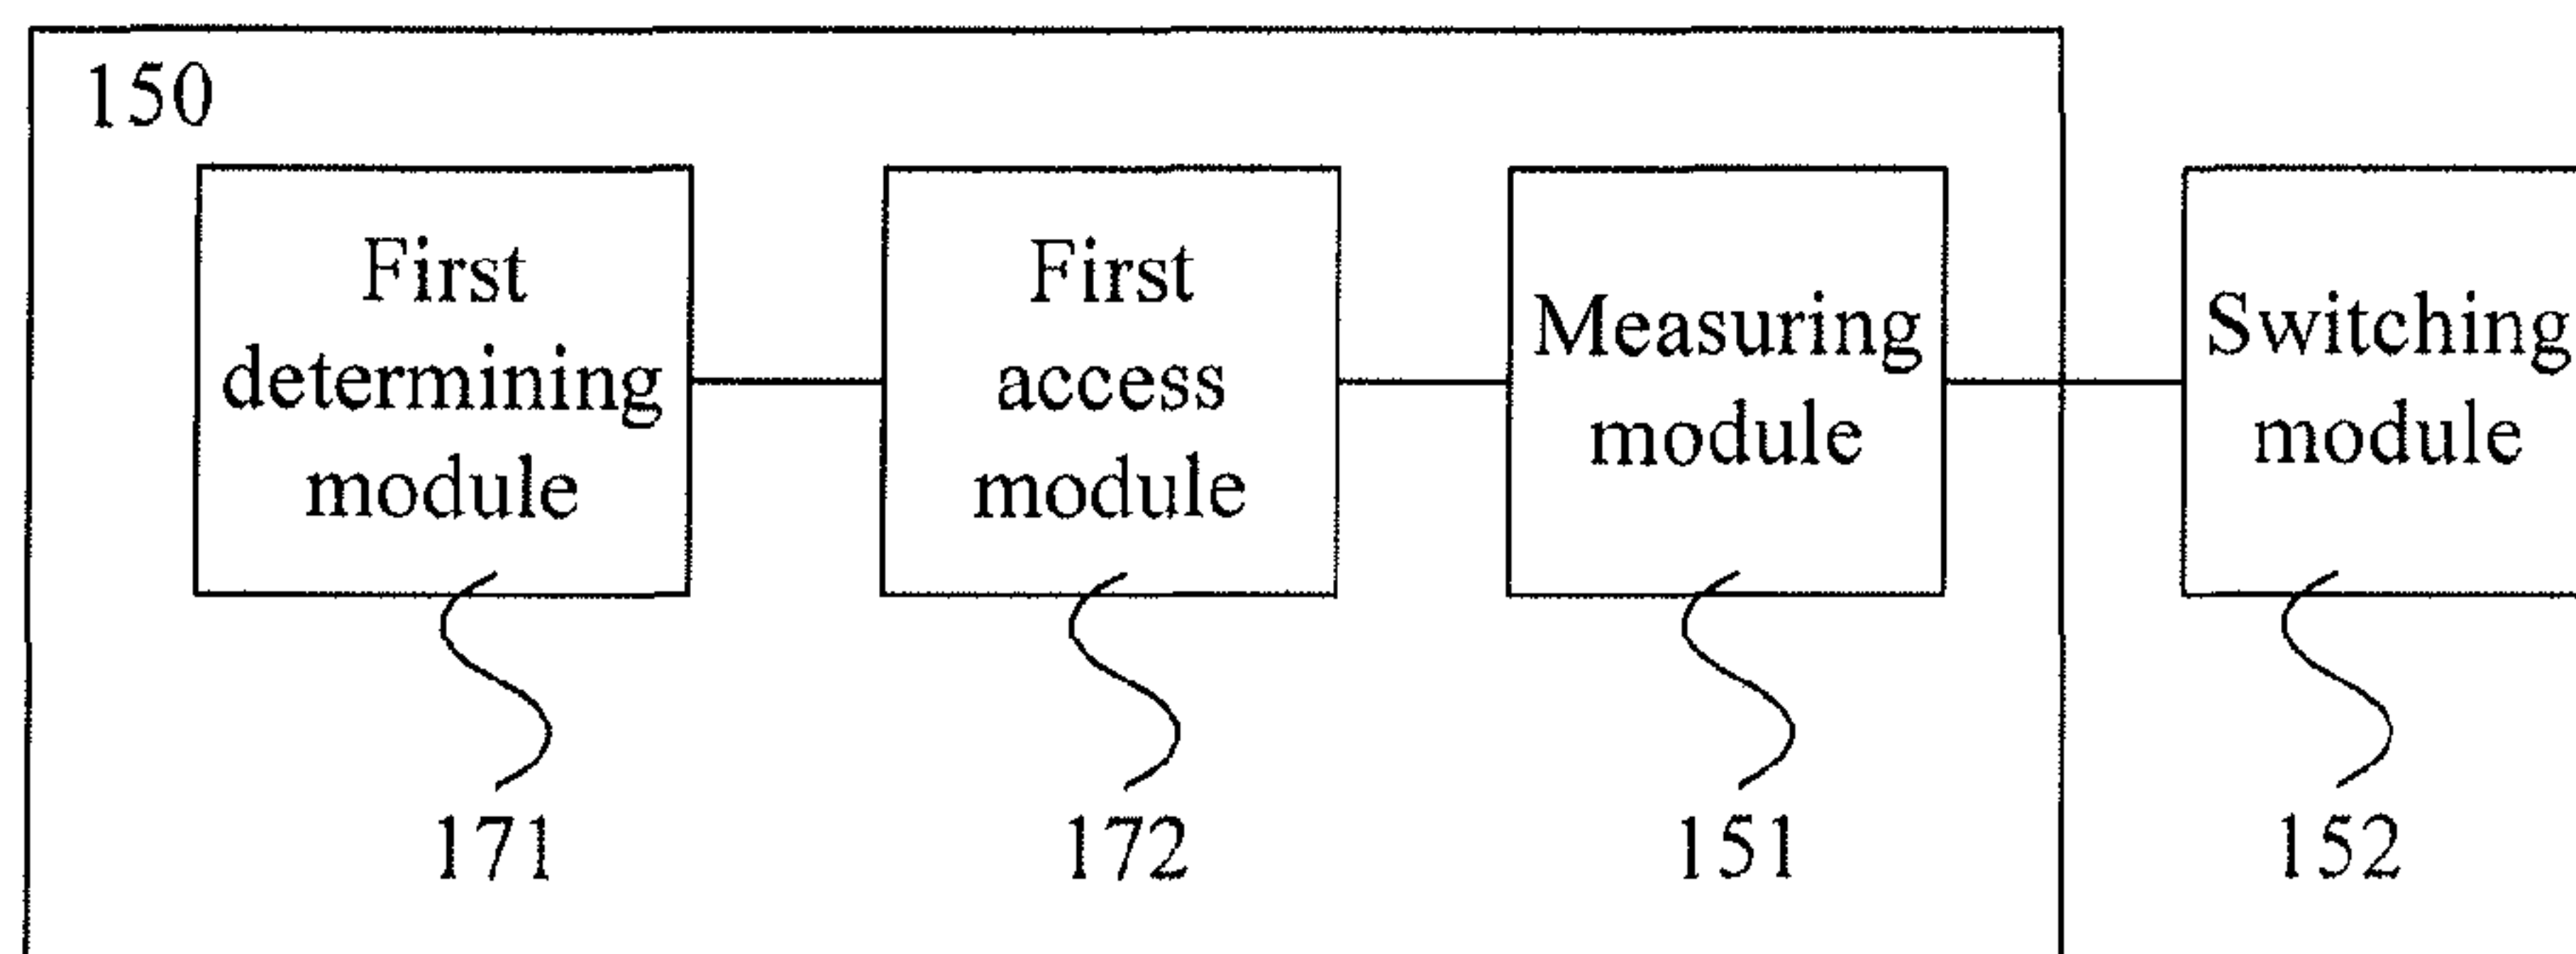 150
First
determining
module
First
access
module
Measuring
module
Switching
module
171
172
151
152